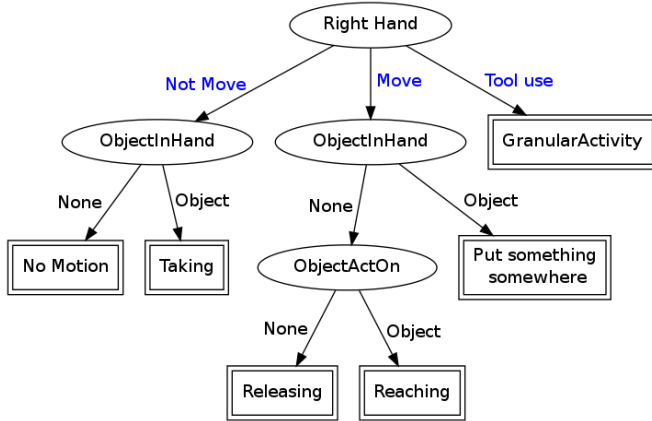 Right Hand
Not Move
Move
Tool use
ObjectInHand
ObjectInHand
GranularActivity
None
Object
None
Object
No Motion
Taking
ObjectActOn
Put something
somewhere
None
Object
Releasing
Reaching